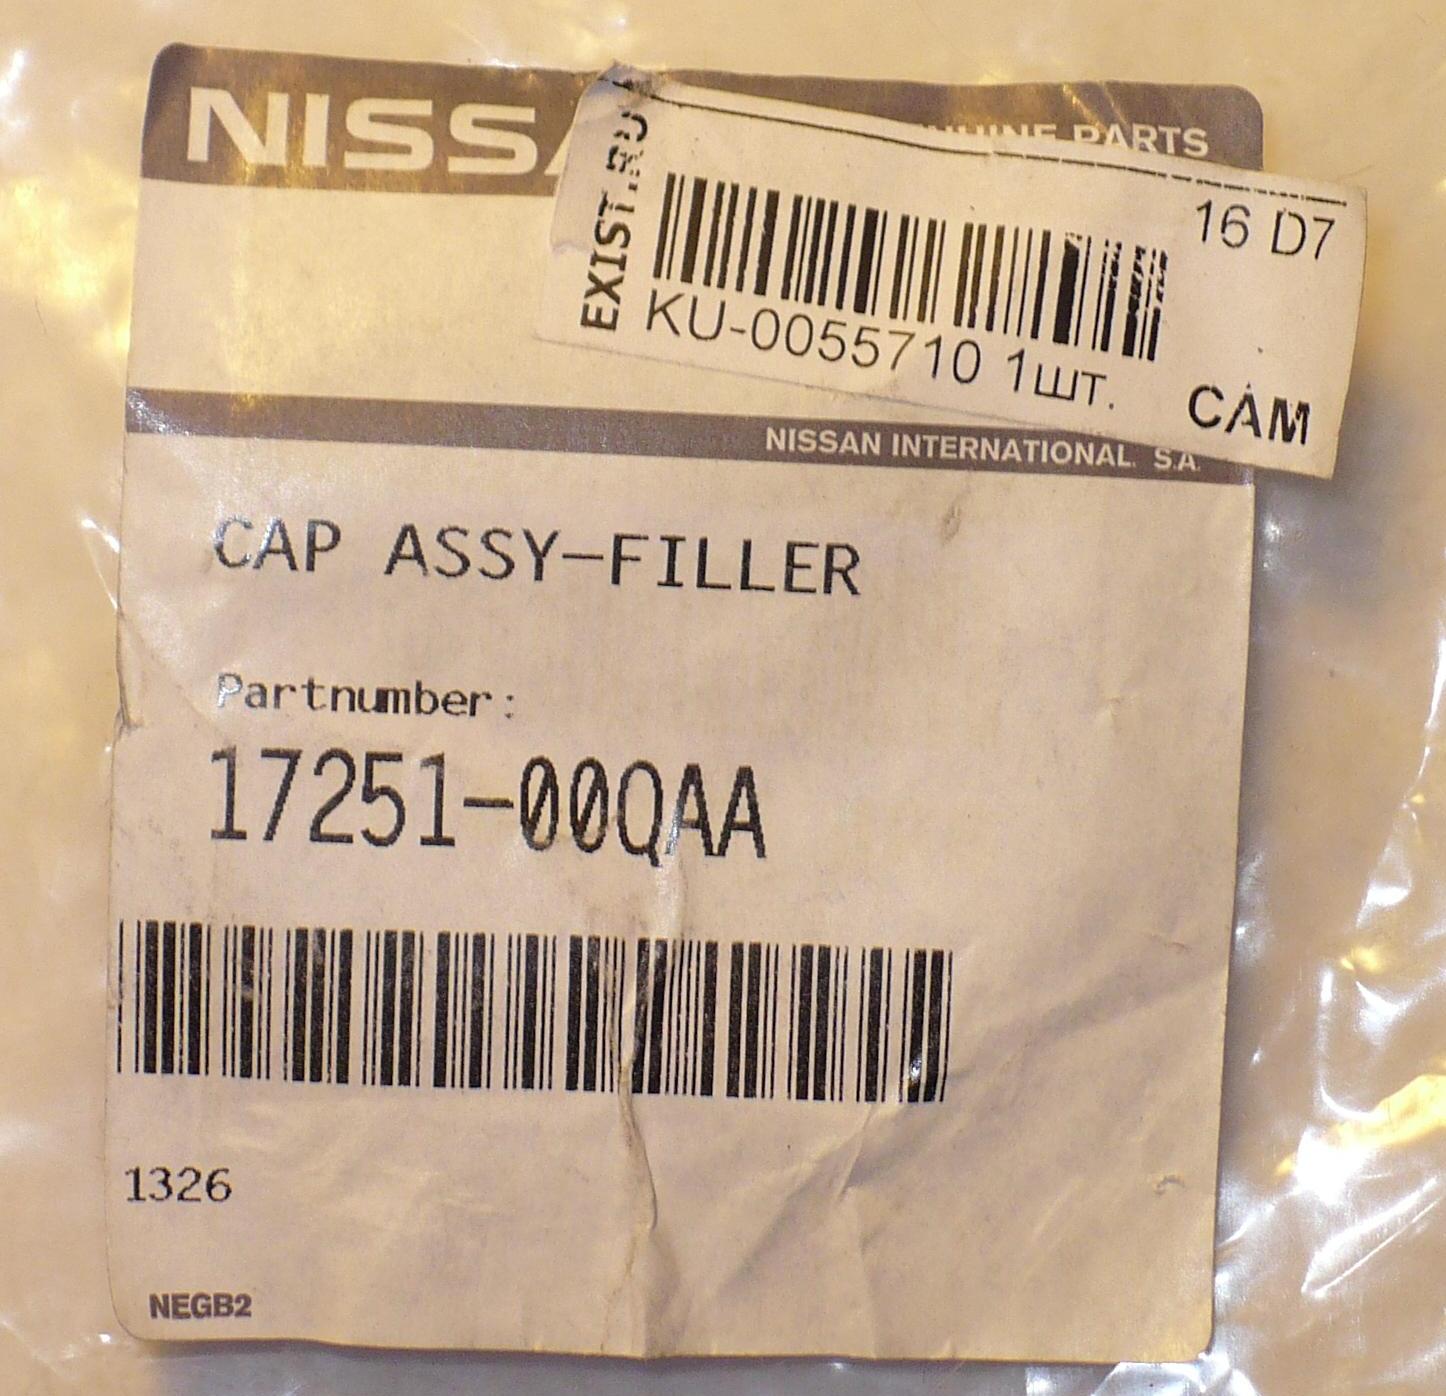 NISSA
GENUINE PARTS
EXIST.RU
16 D7
KU-0055710 1шт.
САМ
NISSAN INTERNATIONAL S.A.
CAP ASSY-FILLER
Partnumber:
17251-00QAA
1326
NEGB2